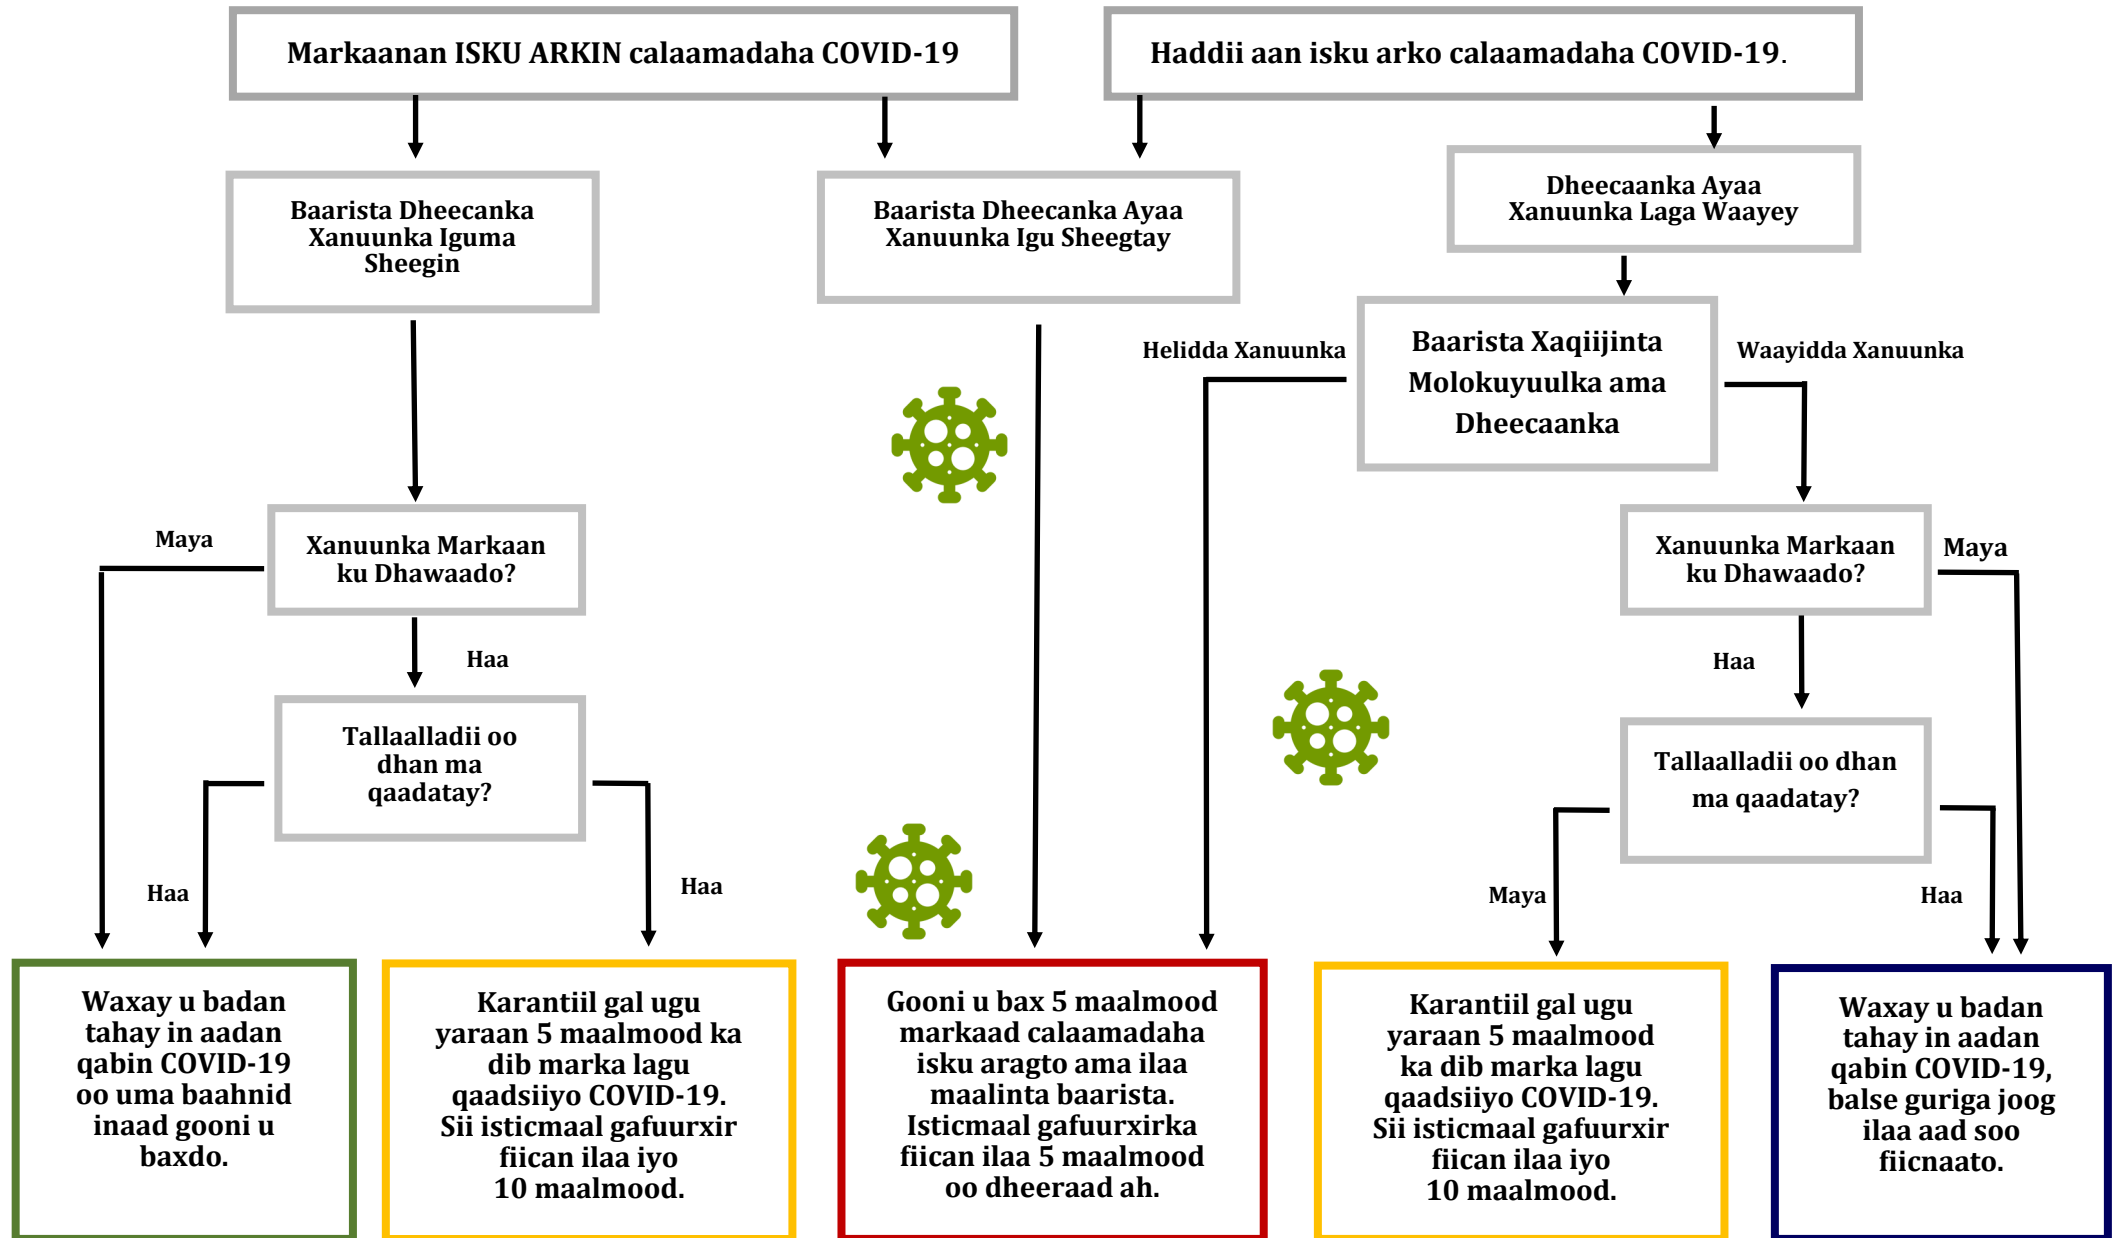 Markaanan ISKU ARKIN calaamadaha COVID-19
Haddii aan isku arko calaamadaha COVID-19.
Baarista Dheecanka
Xanuunka Iguma
Sheegin
Baarista Dheecanka Ayaa
Xanuunka Igu Sheegtay
Dheecaanka Ayaa
Xanuunka Laga Waayey
Helidda Xanuunka
Baarista Xaqiijinta
Molokuyuulka ama
Dheecaanka
Waayidda Xanuunka
Maya
Xanuunka Markaan
ku Dhawaado?
Xanuunka Markaan
ku Dhawaado?
Maya
Haa
Haa
Tallaalladii oo
dhan ma
qaadatay?
Tallaalladii oo dhan
ma qaadatay?
Haa
Haa
Maya
Haa
Waxay u badan
tahay in aadan
qabin COVID-19
oo uma baahnid
inaad gooni u
baxdo.
Karantiil gal ugu
yaraan 5 maalmood ka
dib marka lagu
qaadsiiyo COVID-19.
Sii isticmaal gafuurxir
fiican ilaa iyo
10 maalmood.
Gooni u bax 5 maalmood
markaad calaamadaha
isku aragto ama ilaa
maalinta baarista.
Isticmaal gafuurxirka
fiican ilaa 5 maalmood
oo dheeraad ah.
Karantiil gal ugu
yaraan 5 maalmood
ka dib marka lagu
qaadsiiyo COVID-19.
Sii isticmaal gafuurxir
fiican ilaa iyo
10 maalmood.
Waxay u badan
tahay in aadan
qabin COVID-19,
balse guriga joog
ilaa aad soo
fiicnaato.